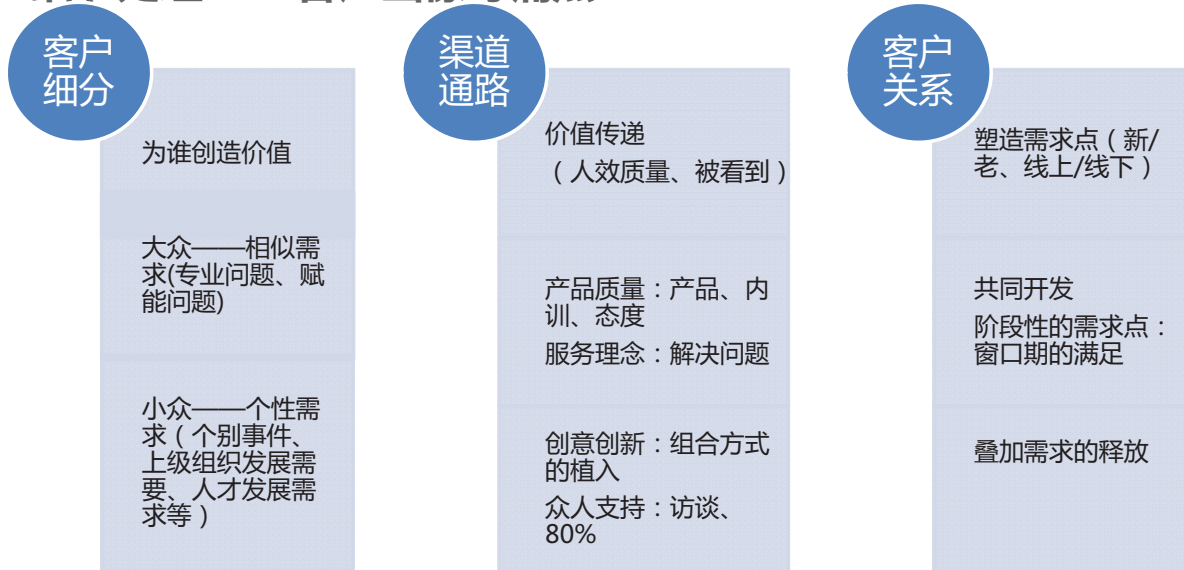 客户
细分
为谁创造价值
大众——相似需
求(专业问题、赋
能问题)
小众——个性需
求（个别事件、
上级组织发展需
要、人才发展需
求等）
渠道
通路
价值传递
（人效质量、被看到）
产品质量：产品、内
训、态度
服务理念：解决问题
创意创新：组合方式
的植入
众人支持：访谈、
80%
客户
关系
塑造需求点（新/
老、线上/线下）
共同开发
阶段性的需求点：
窗口期的满足
叠加需求的释放